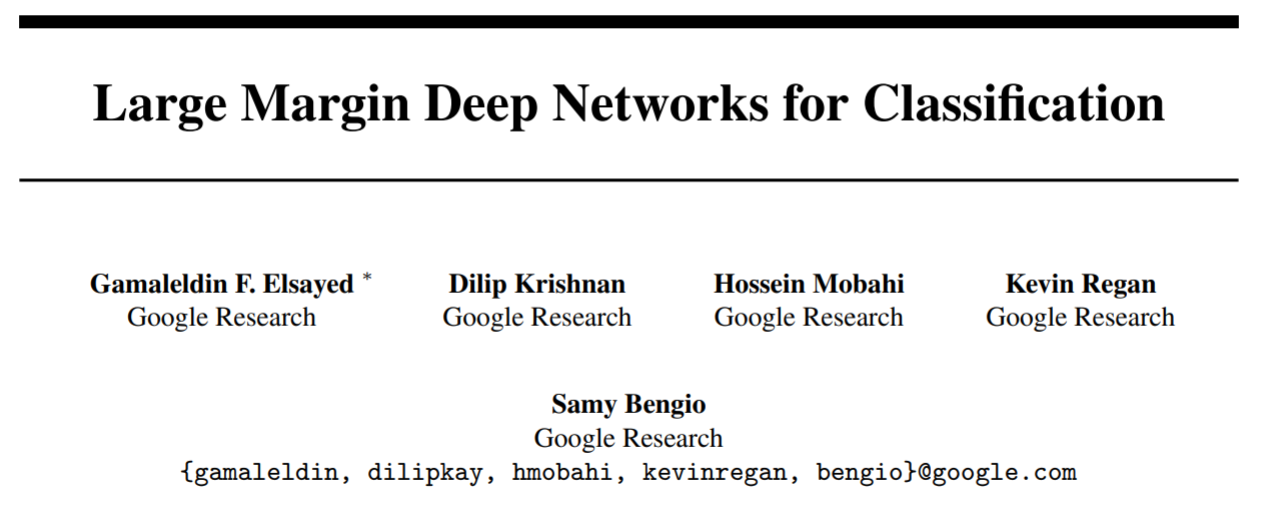 Large Margin Deep Networks for Classification
Gamaleldin F. Elsayed * Dilip Krishnan Hossein Mobahi Kevin Regan
Google Research Google Research Google Research Google Research
Samy Bengio
Google Research
{gamaleldin, dilipkay, hmobahi, kevinregan, bengio}@google.com